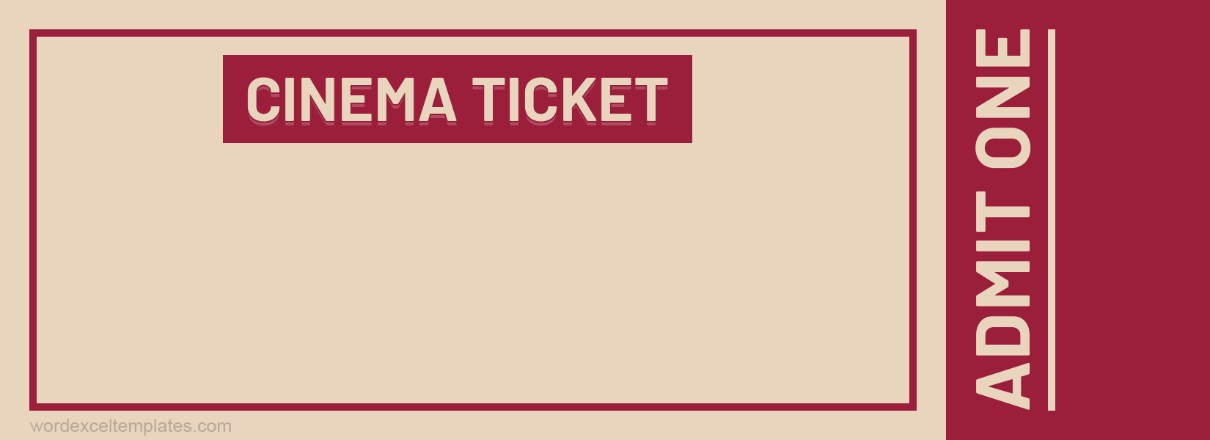 CINEMA TICKET
ADMIT ONE
wordexceltemplates.com